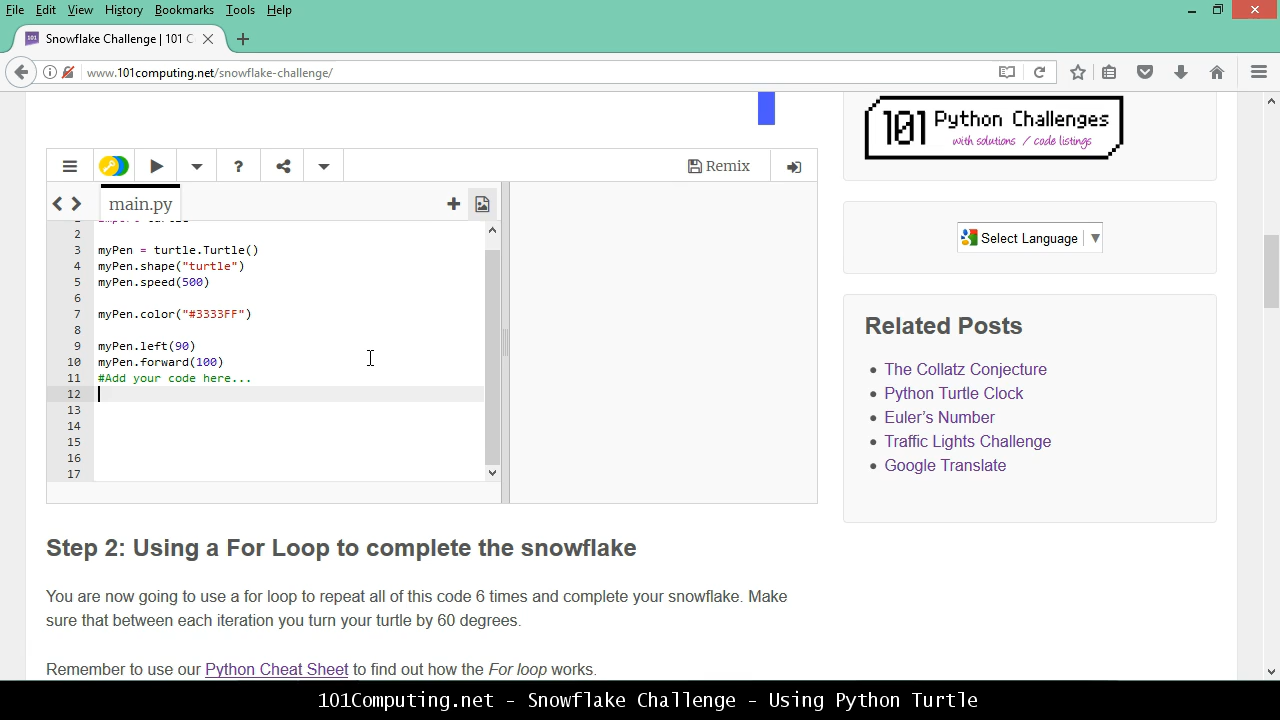 File Edit View History Bookmarks Tools Help
Snowflake Challenge | 101 C
www.101computing.net/snowflake-challenge/
101 Python Challenges
with solutions / code listings
? Remix
main.py
2
3 myPen = turtle.Turtle()
4 myPen.shape("turtle")
5 myPen.speed(500)
6
7 myPen.color("#3333FF")
8
9 myPen.left(90)
10 myPen.forward(100)
11 #Add your code here...
12
13
14
15
16
17
Select Language
Related Posts
The Collatz Conjecture
Python Turtle Clock
Euler’s Number
Traffic Lights Challenge
Google Translate
Step 2: Using a For Loop to complete the snowflake
You are now going to use a for loop to repeat all of this code 6 times and complete your snowflake. Make
sure that between each iteration you turn your turtle by 60 degrees.
Remember to use our Python Cheat Sheet to find out how the For loop works.
101Computing.net - Snowflake Challenge - Using Python Turtle